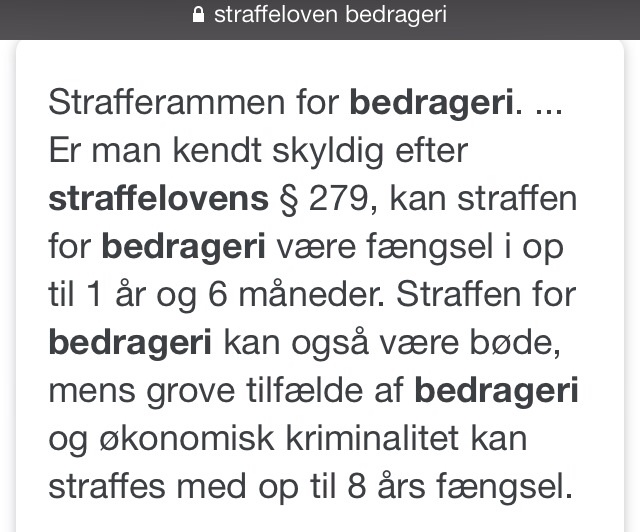 straffeloven bedrageri
Strafferammen for bedrageri. ...
Er man kendt skyldig efter
straffelovens § 279, kan straffen
for bedrageri være fængsel i op
til 1 år og 6 måneder. Straffen for
bedrageri kan også være bøde,
mens grove tilfælde af bedrageri
og økonomisk kriminalitet kan
straffes med op til 8 års fængsel.